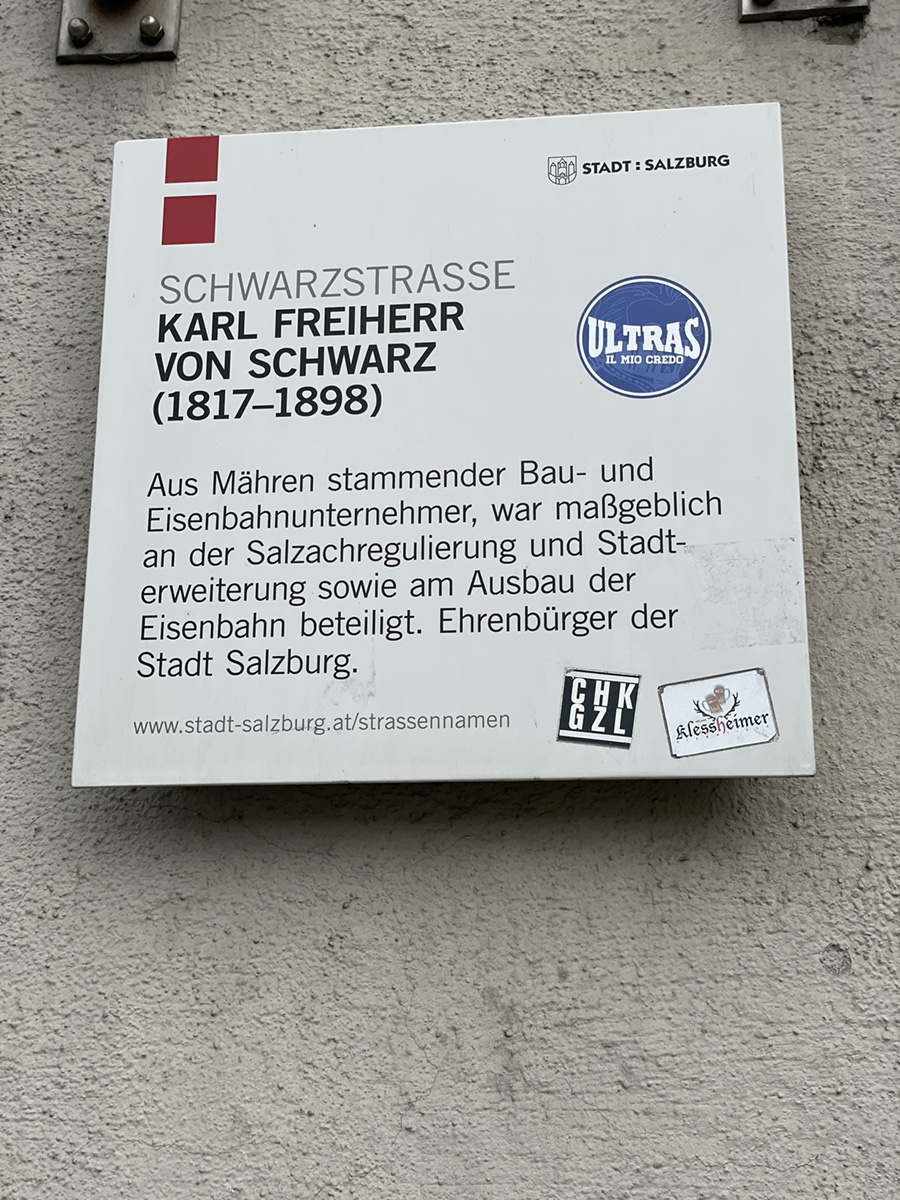 STADT : SALZBURG
SCHWARZSTRASSE
KARL FREIHERR
VON SCHWARZ
(1817–1898)
ULTRAS
IL MIO CREDO
Aus Mähren stammender Bau- und
Eisenbahnunternehmer, war maßgeblich
an der Salzachregulierung und Stadt-
erweiterung sowie am Ausbau der
Eisenbahn beteiligt. Ehrenbürger der
Stadt Salzburg.
www.stadt-salzburg.at/strassennamen
CHK
GZL
Klessheimer